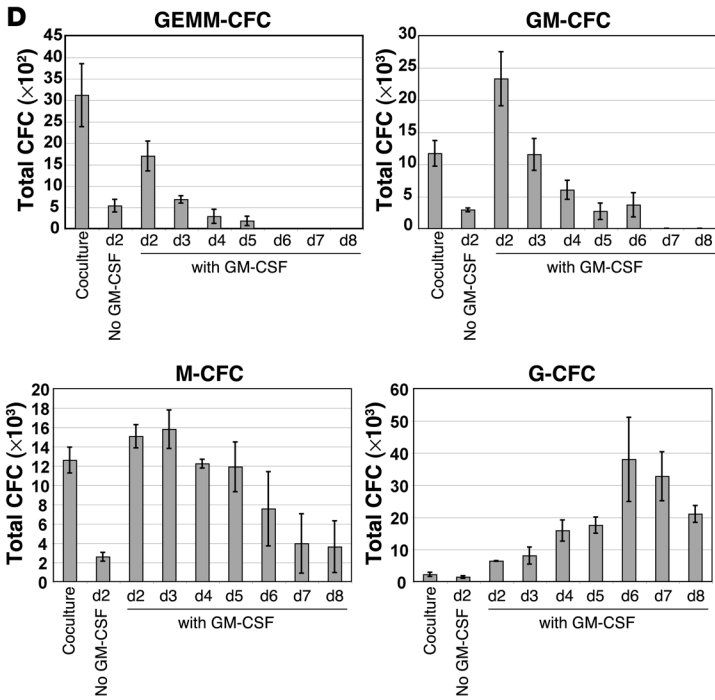 D
GEMM-CFC
Total CFC (×10²)
45
40
35
30
25
20
15
10
5
0
Coculture
d2
No GM-CSF
d2 d3 d4 d5 d6 d7 d8
with GM-CSF
GM-CFC
Total CFC (×10³)
30
25
20
15
10
5
0
Coculture
d2
No GM-CSF
d2 d3 d4 d5 d6 d7 d8
with GM-CSF
M-CFC
Total CFC (×10³)
20
18
16
14
12
10
8
6
4
2
0
Coculture
d2
No GM-CSF
d2 d3 d4 d5 d6 d7 d8
with GM-CSF
G-CFC
Total CFC (×10³)
60
50
40
30
20
10
0
Coculture
d2
No GM-CSF
d2 d3 d4 d5 d6 d7 d8
with GM-CSF